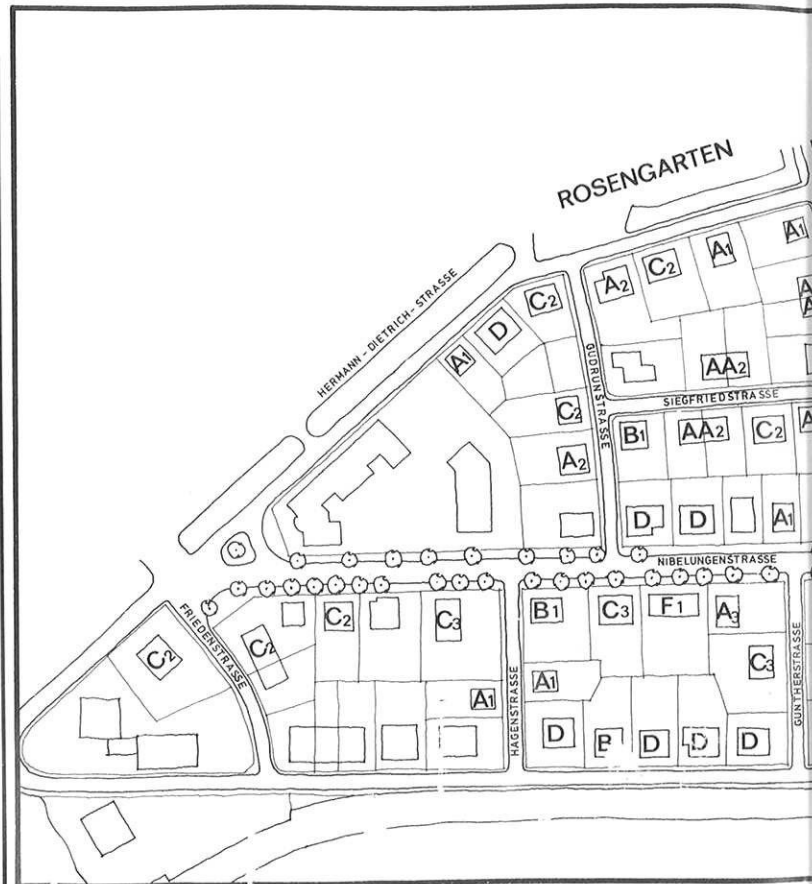 ROSENGARTEN
HERMANN-DIETRICH-STRASSE
A1
A1
C2
A2
C2
D
A1
GUDRUNSTRASSE
AA2
SIEGFRIEDSTRASSE
C2
A2
B1
AA2
C2
D
D
A1
NIBELUNGENSTRASSE
FRIEDENSTRASSE
C2
C2
C2
C3
A1
HAGENSTRASSE
B1
C3
F1
A3
A1
C3
GUNTHERSTRASSE
D
B
D
D
D